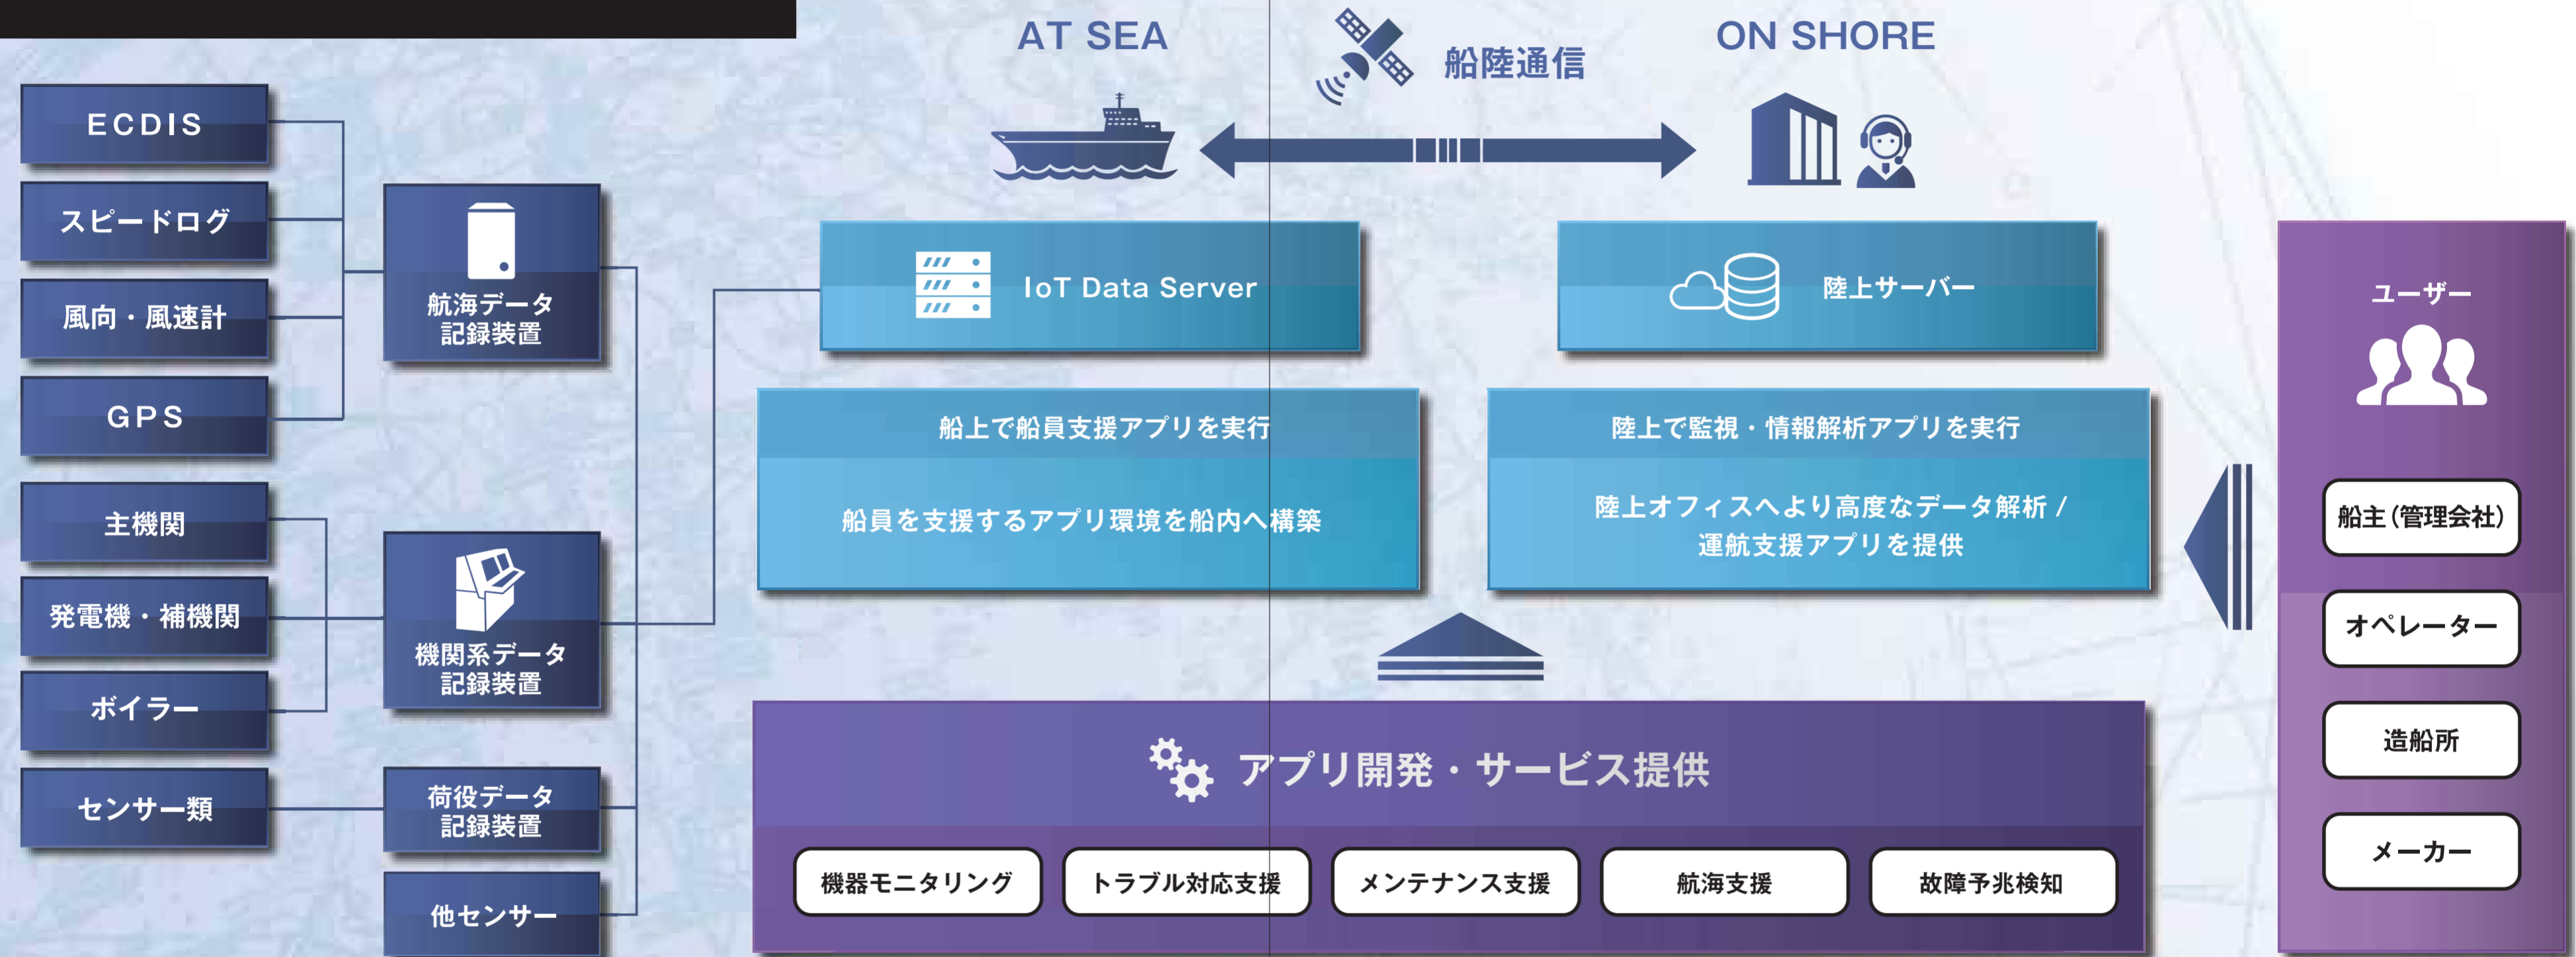 AT SEA
船陸通信
ON SHORE
ECDIS
スピードログ
風向・風速計
GPS
主機関
発電機・補機関
ボイラー
センサー類
航海データ
記録装置
機関系データ
記録装置
荷役データ
記録装置
他センサー
IoT Data Server
船上で船員支援アプリを実行
船員を支援するアプリ環境を船内へ構築
陸上サーバー
陸上で監視・情報解析アプリを実行
陸上オフィスへより高度なデータ解析 /
運航支援アプリを提供
アプリ開発・サービス提供
機器モニタリング
トラブル対応支援
メンテナンス支援
航海支援
故障予兆検知
ユーザー
船主(管理会社)
オペレーター
造船所
メーカー